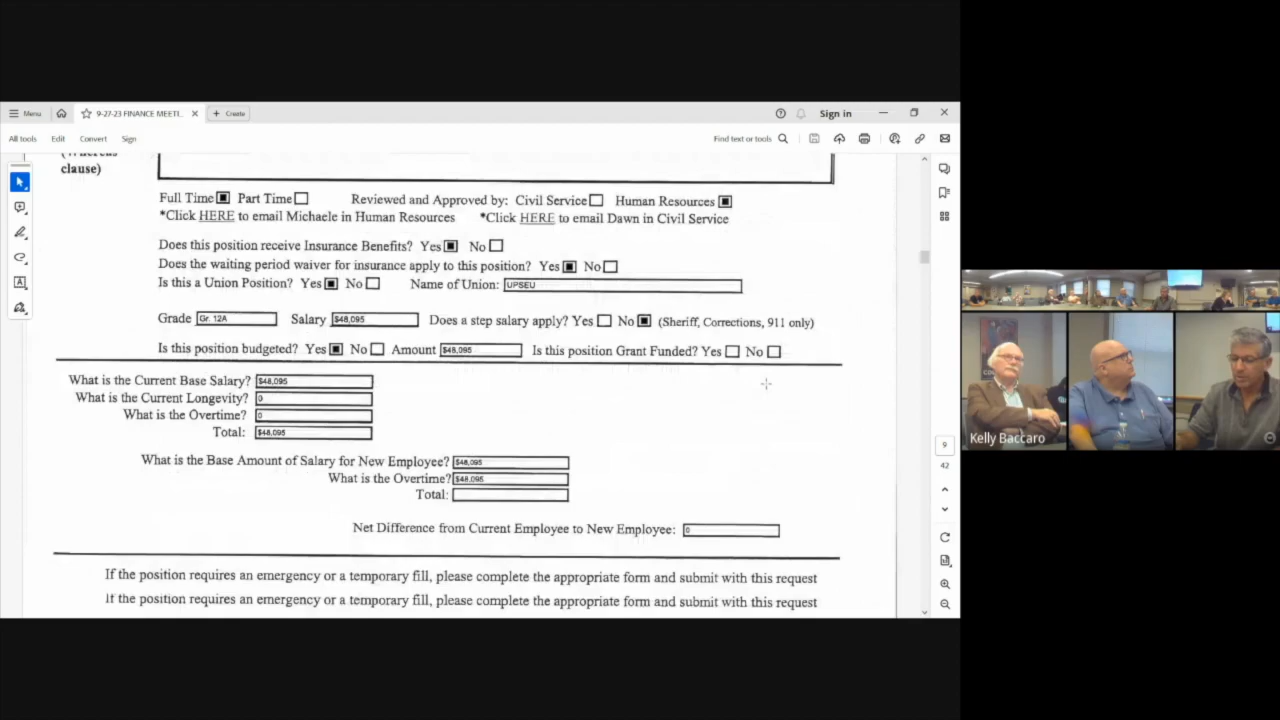 Menu
9-27-23 FINANCE MEETI...
Create
Sign in
All tools Edit Convert Sign
Find text or tools
clause)
Full Time Part Time Reviewed and Approved by: Civil Service Human Resources
*Click HERE to email Michaele in Human Resources *Click HERE to email Dawn in Civil Service
Does this position receive Insurance Benefits? Yes No
Does the waiting period waiver for insurance apply to this position? Yes No
Is this a Union Position? Yes No Name of Union: UPSEU
Grade Gr. 12A Salary $48,095 Does a step salary apply? Yes No (Sheriff, Corrections, 911 only)
Is this position budgeted? Yes No Amount $48,095 Is this position Grant Funded? Yes No
What is the Current Base Salary? $48,095
What is the Current Longevity? 0
What is the Overtime? 0
Total: $48,095
What is the Base Amount of Salary for New Employee? $48,095
What is the Overtime? $48,095
Total:
Net Difference from Current Employee to New Employee: 0
If the position requires an emergency or a temporary fill, please complete the appropriate form and submit with this request
If the position requires an emergency or a temporary fill, please complete the appropriate form and submit with this request
9
42
Kelly Baccaro